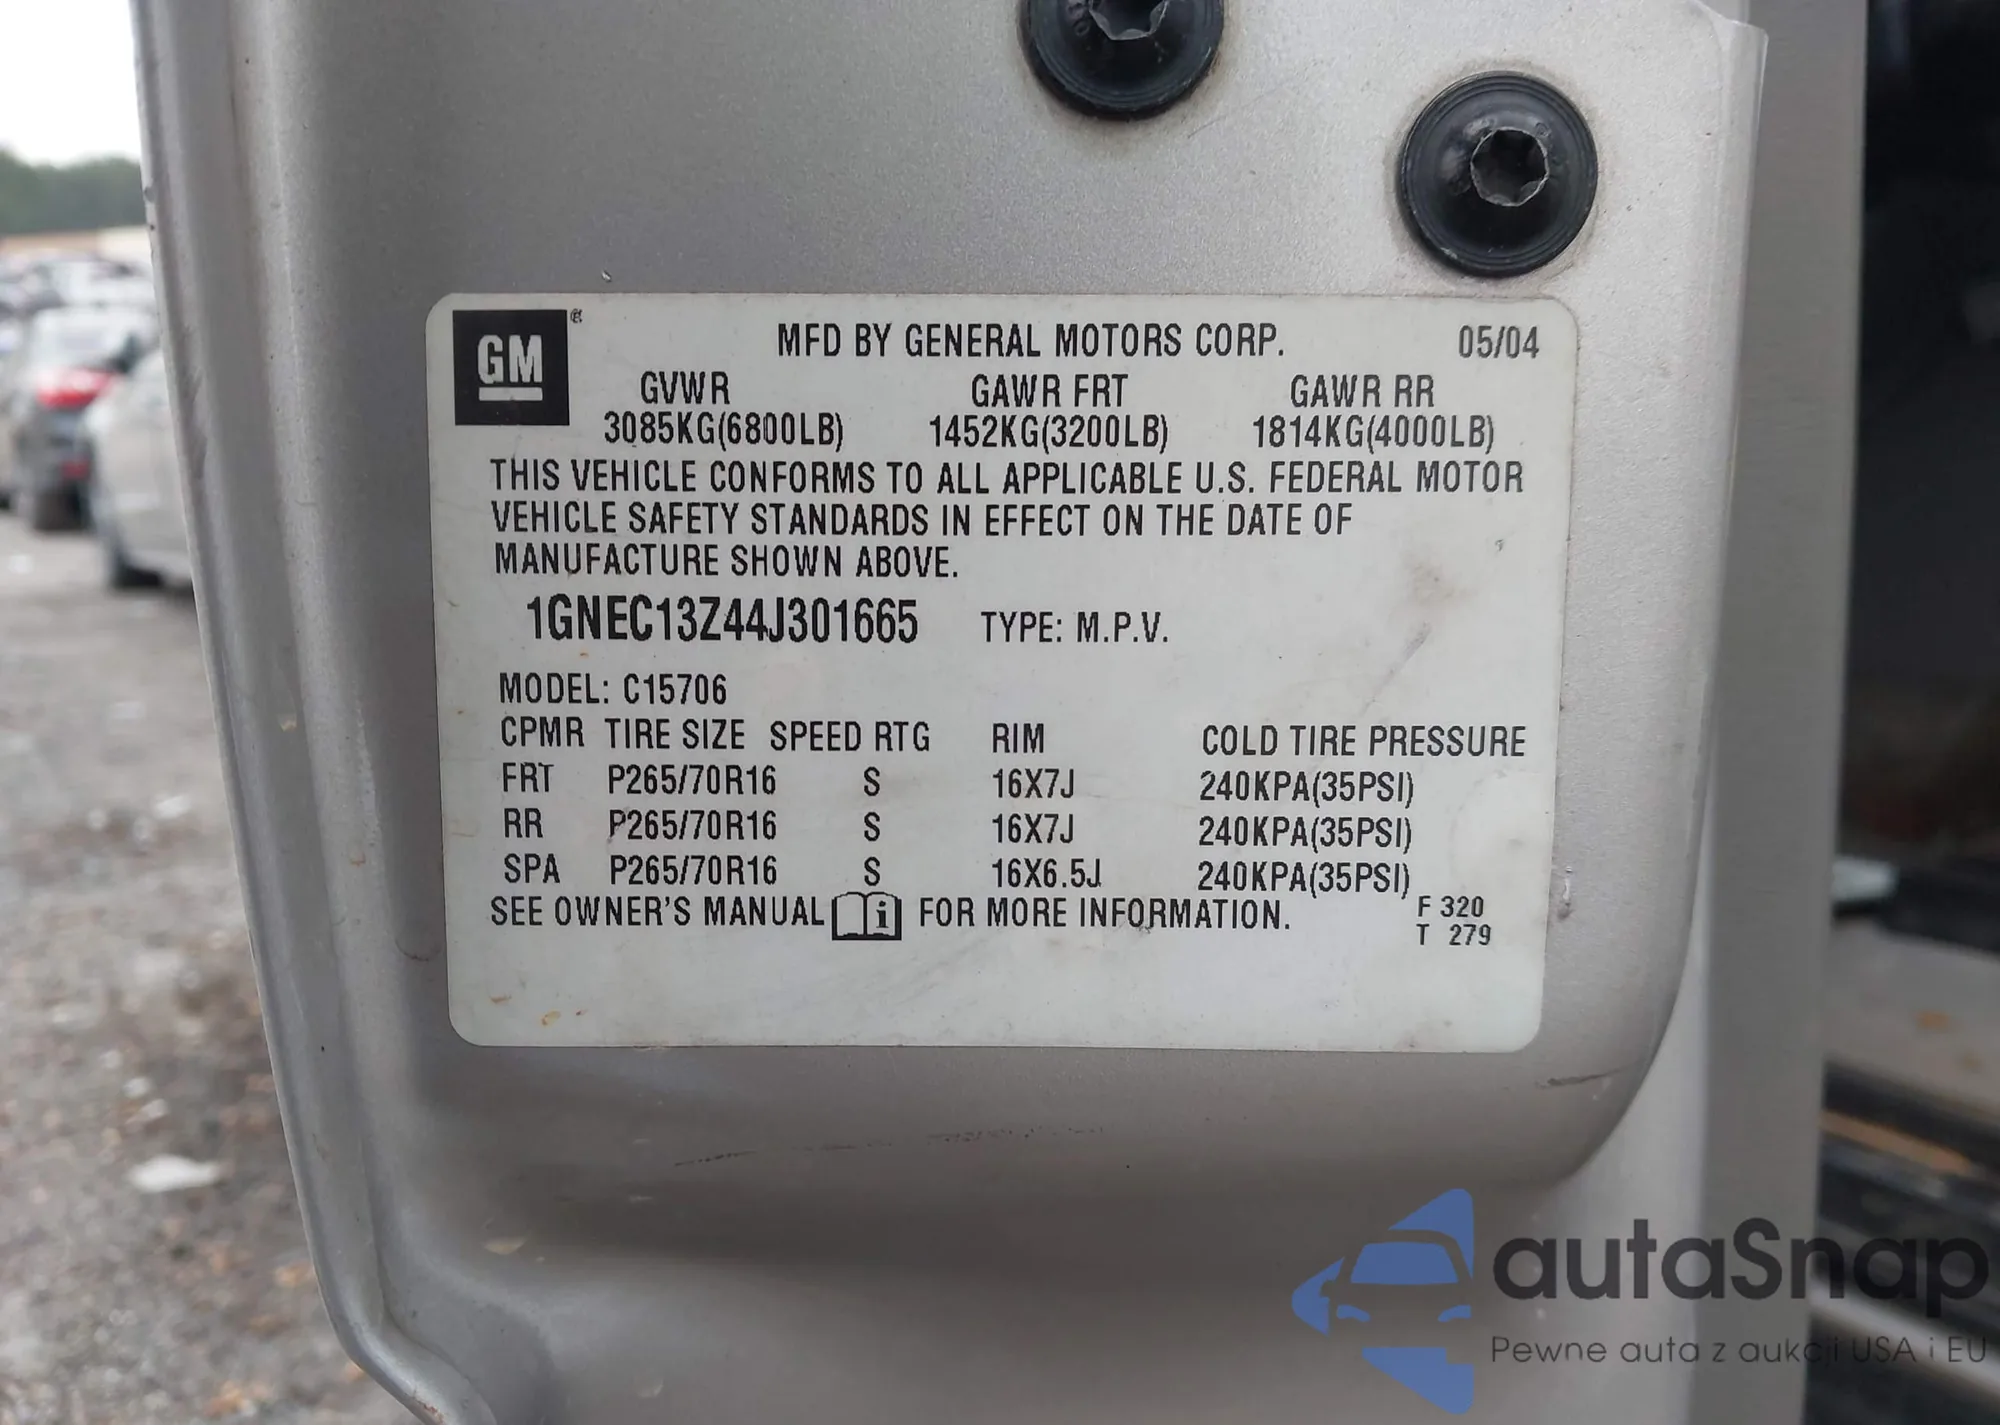 GM
MFD BY GENERAL MOTORS CORP. 05/04
GVWR GAWR FRT GAWR RR
3085KG(6800LB) 1452KG(3200LB) 1814KG(4000LB)
THIS VEHICLE CONFORMS TO ALL APPLICABLE U.S. FEDERAL MOTOR
VEHICLE SAFETY STANDARDS IN EFFECT ON THE DATE OF
MANUFACTURE SHOWN ABOVE.
1GNEC13Z44J301665 TYPE: M.P.V.
MODEL: C15706
CPMR TIRE SIZE SPEED RTG RIM COLD TIRE PRESSURE
FRT P265/70R16 S 16X7J 240KPA(35PSI)
RR P265/70R16 S 16X7J 240KPA(35PSI)
SPA P265/70R16 S 16X6.5J 240KPA(35PSI)
SEE OWNER'S MANUAL i FOR MORE INFORMATION.
F 320
T 279
autaSnap
Pewne auta z aukcji USA i EU